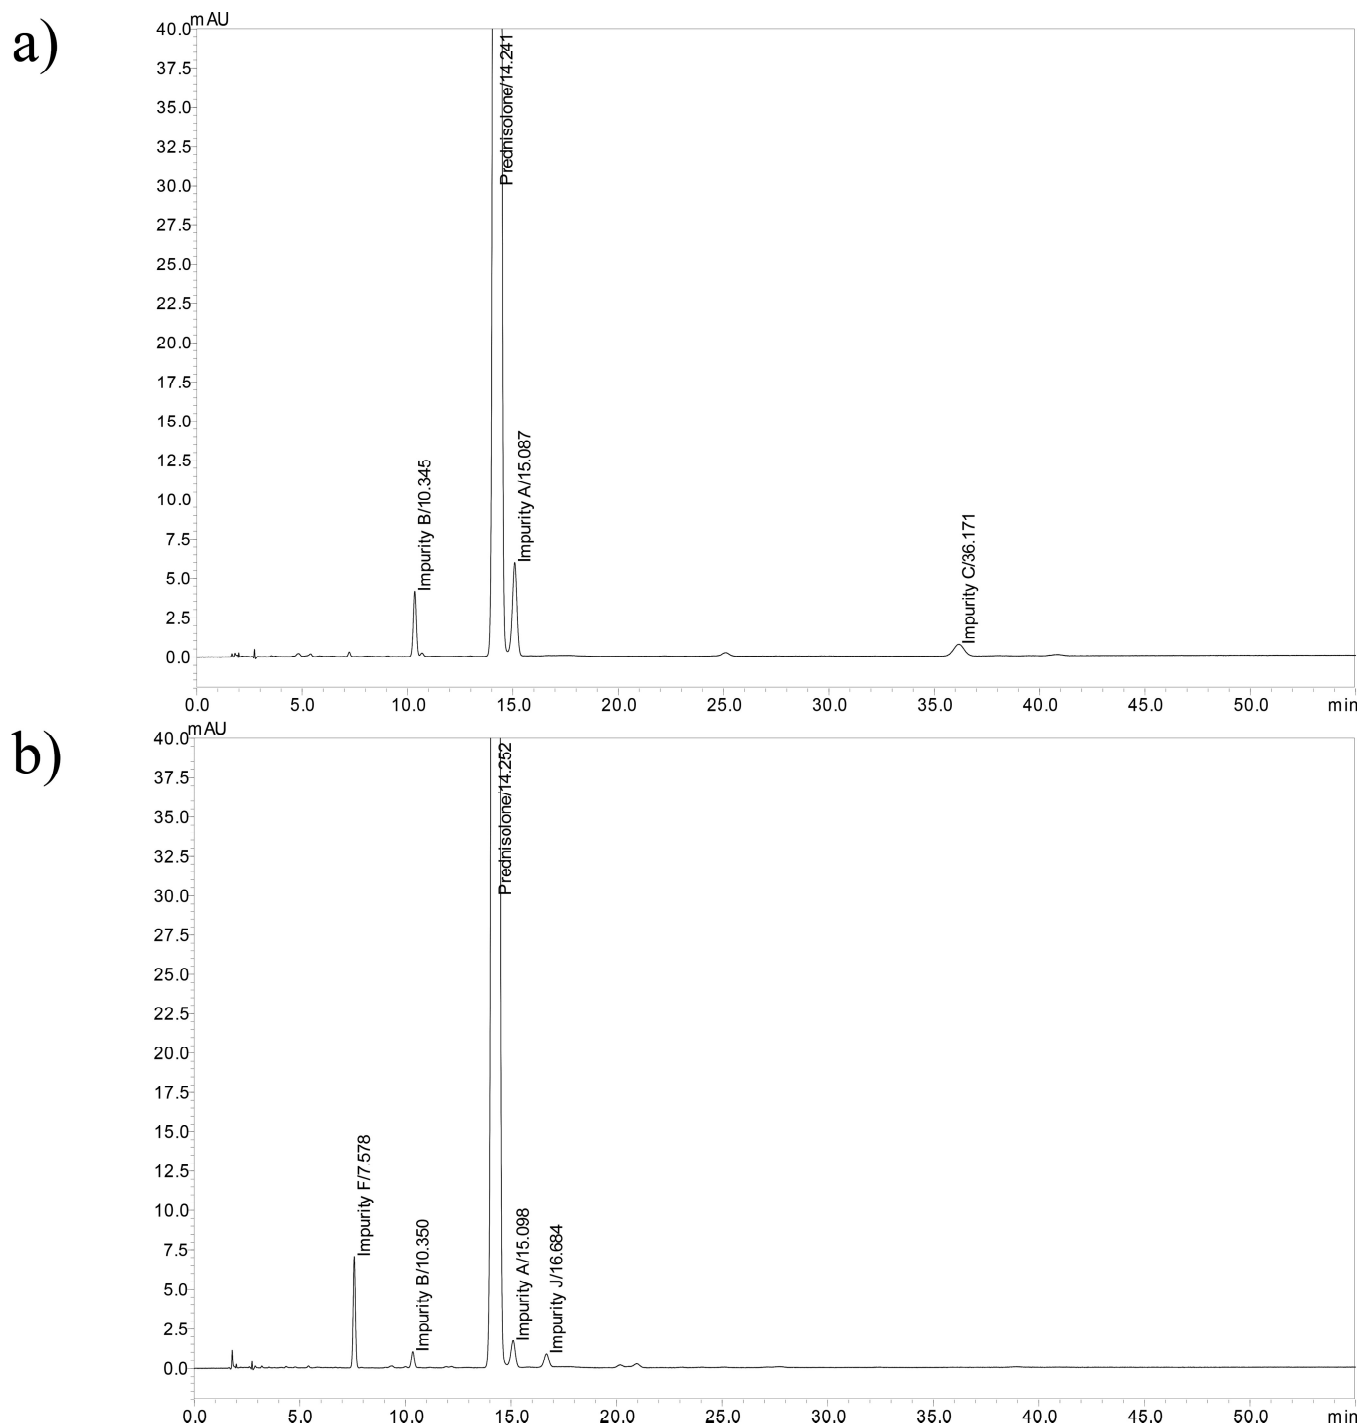 a)
mAU
40.0
37.5
35.0
32.5
30.0
27.5
25.0
22.5
20.0
17.5
15.0
12.5
10.0
7.5
5.0
2.5
0.0
Impurity B/10.345
Prednisolone/14.241
Impurity A/15.087
Impurity C/36.171
0.0 5.0 10.0 15.0 20.0 25.0 30.0 35.0 40.0 45.0 50.0 min
b)
mAU
40.0
37.5
35.0
32.5
30.0
27.5
25.0
22.5
20.0
17.5
15.0
12.5
10.0
7.5
5.0
2.5
0.0
Impurity F/7.578
Impurity B/10.350
Prednisolone/14.252
Impurity A/15.098
Impurity J/16.684
0.0 5.0 10.0 15.0 20.0 25.0 30.0 35.0 40.0 45.0 50.0 min